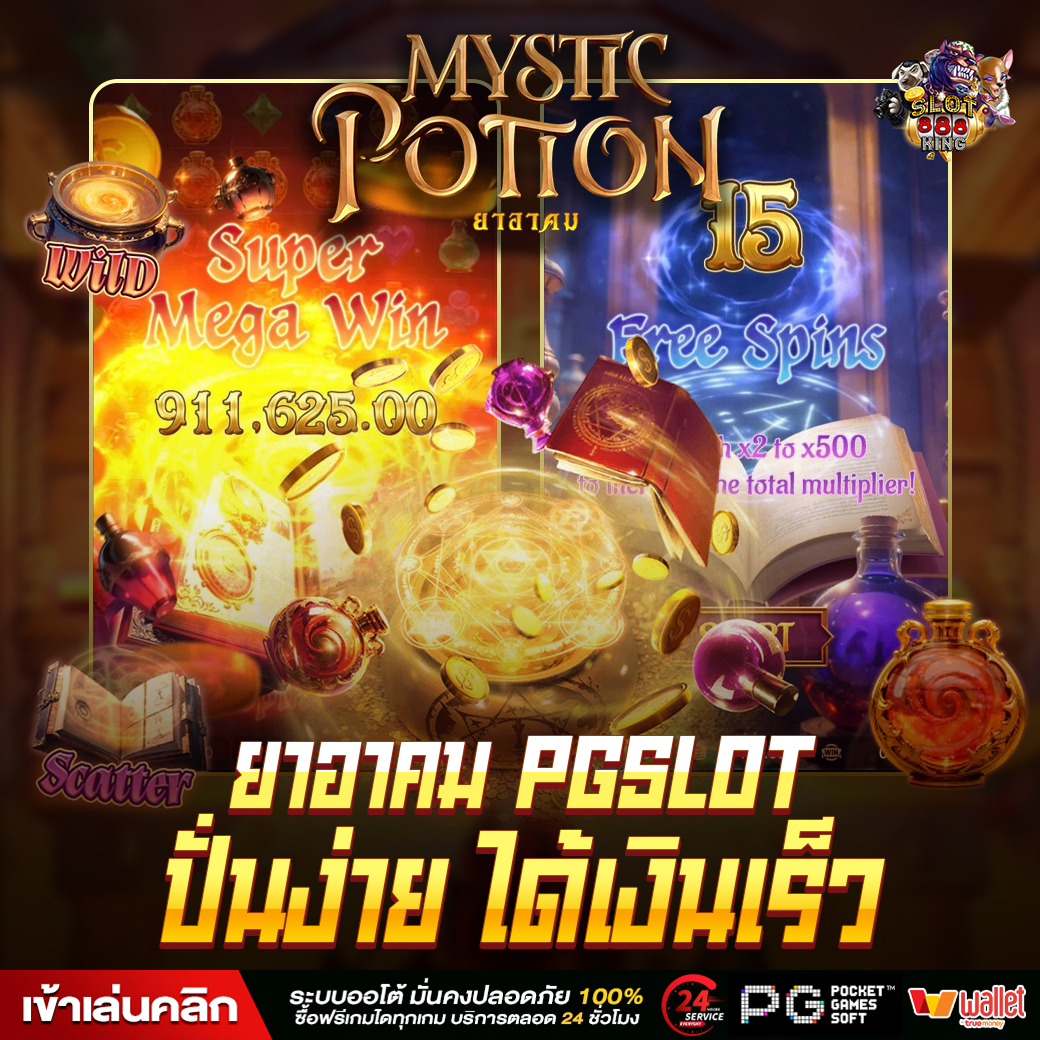 MYSTIC
POTION
ยาอาคม
SLOT
888
KING
WILD
Super
Mega Win
911,625.00
15
Free Spins
x2 to x500
total multiplier!
Scatter
WIN
ยาอาคม PGSLOT
ปั่นง่าย ได้เงินเร็ว
เข้าเล่นคลิก
ระบบออโต้ มั่นคงปลอดภัย 100%
ซื้อฟรีเกมได้ทุกเกม บริการตลอด 24 ชั่วโมง
24 HOURS
SERVICE
EVERYDAY
PG POCKET™
GAMES
SOFT
wallet
by truemoney